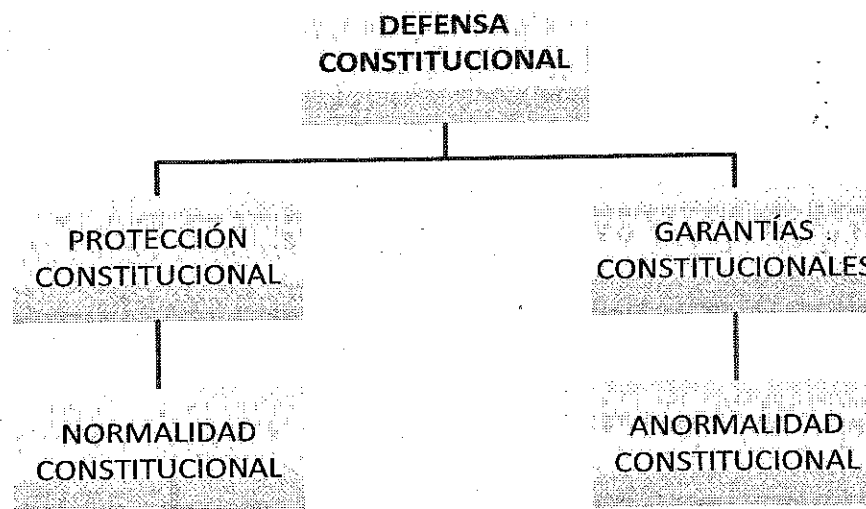 DEFENSA
CONSTITUCIONAL
PROTECCIÓN
CONSTITUCIONAL
GARANTÍAS
CONSTITUCIONALES
NORMALIDAD
CONSTITUCIONAL
ANORMALIDAD
CONSTITUCIONAL